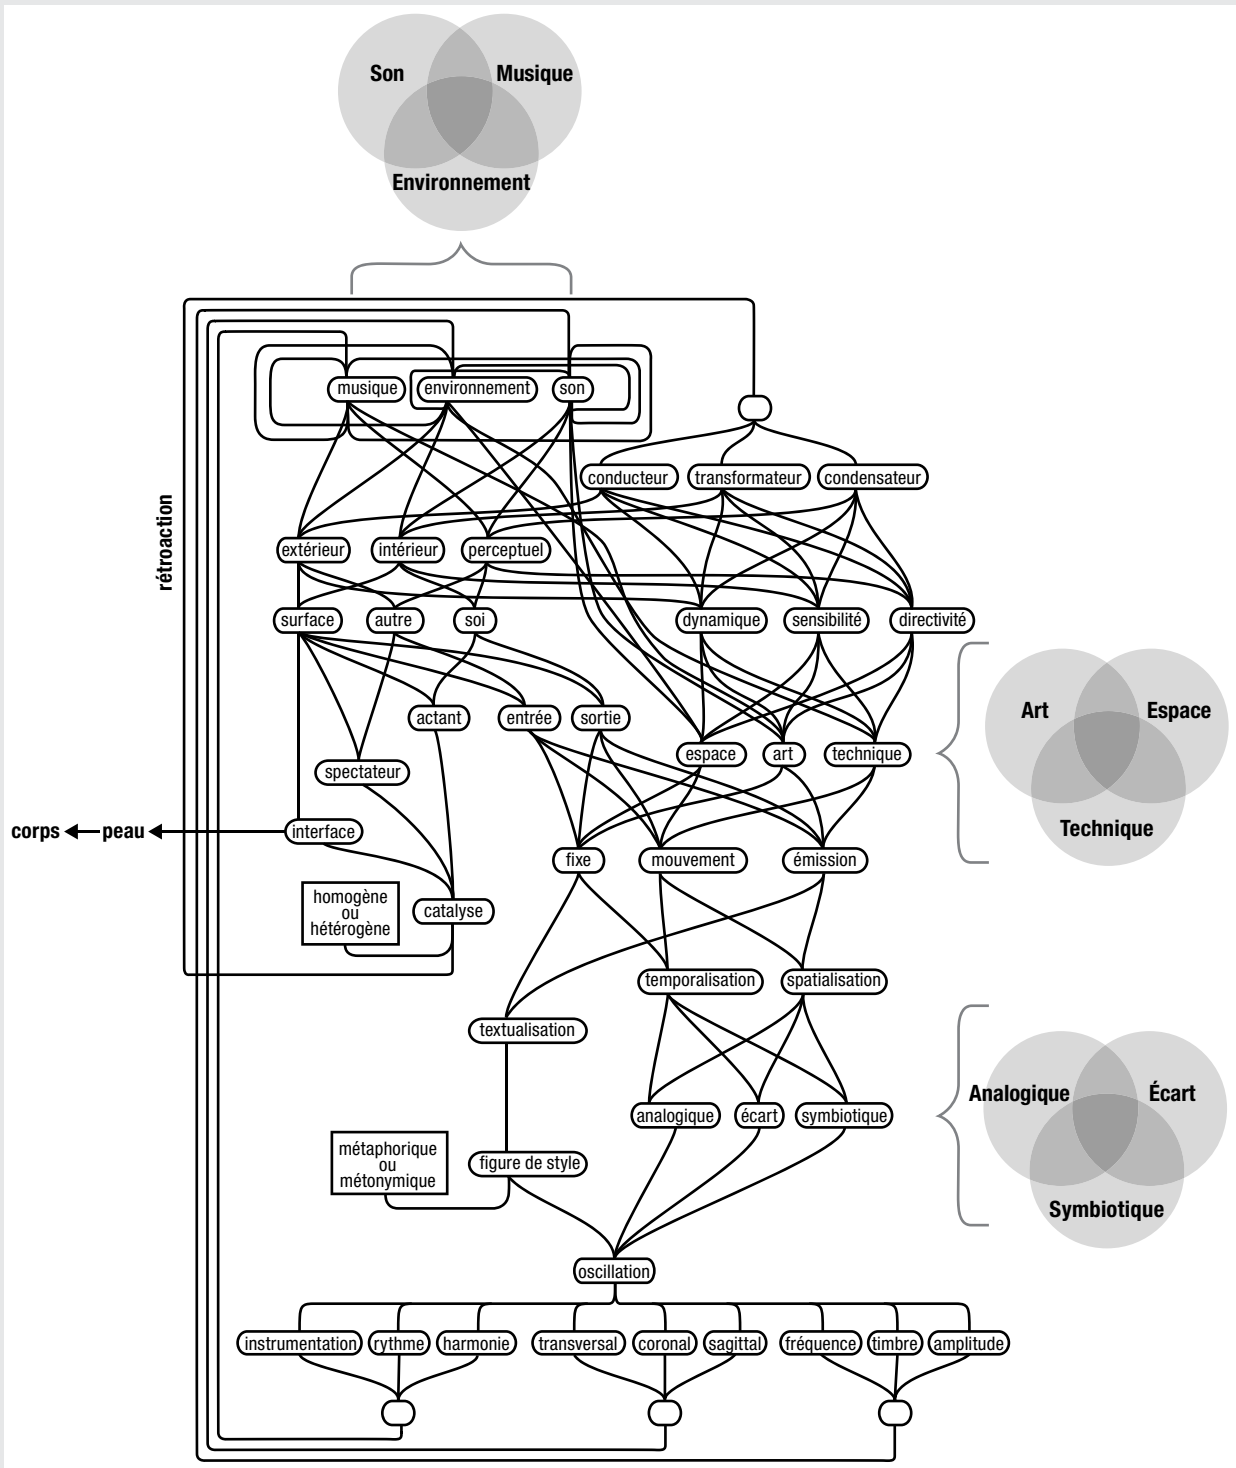 Son
Musique
Environnement
musique
environnement
son
conducteur
transformateur
condensateur
rétroaction
extérieur
intérieur
perceptuel
surface
autre
soi
dynamique
sensibilité
directivité
actant
entrée
sortie
Art
Espace
Technique
espace
art
technique
spectateur
corps
peau
interface
fixe
mouvement
émission
homogène
ou
hétérogène
catalyse
temporalisation
spatialisation
textualisation
Analogique
Écart
Symbiotique
analogique
écart
symbiotique
métaphorique
ou
métonymique
figure de style
oscillation
instrumentation
rythme
harmonie
transversal
coronal
sagittal
fréquence
timbre
amplitude